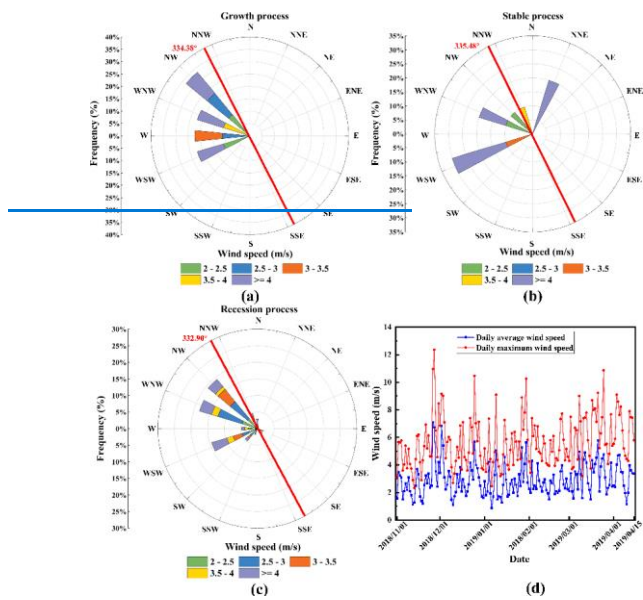 Growth process
N
NNE
NE
ENE
E
ESE
SE
SSE
S
SSW
SW
WSW
W
WNW
NW
NNW
334.38°
Frequency (%)
40%
35%
30%
25%
20%
15%
10%
5%
0%
5%
10%
15%
20%
25%
30%
35%
40%
Wind speed (m/s)
2 - 2.5
2.5 - 3
3 - 3.5
3.5 - 4
>= 4
(a)
Stable process
N
NNE
NE
ENE
E
ESE
SE
SSE
S
SSW
SW
WSW
W
WNW
NW
NNW
335.48°
Frequency (%)
35%
30%
25%
20%
15%
10%
5%
0%
5%
10%
15%
20%
25%
30%
35%
Wind speed (m/s)
2 - 2.5
2.5 - 3
3 - 3.5
3.5 - 4
>= 4
(b)
Recession process
N
NNE
NE
ENE
E
ESE
SE
SSE
S
SSW
SW
WSW
W
WNW
NW
NNW
332.90°
Frequency (%)
30%
25%
20%
15%
10%
5%
0%
5%
10%
15%
20%
25%
30%
Wind speed (m/s)
2 - 2.5
2.5 - 3
3 - 3.5
3.5 - 4
>= 4
(c)
Daily average wind speed
Daily maximum wind speed
Wind speed (m/s)
14
12
10
8
6
4
2
0
2018/11/01
2018/12/01
2019/01/01
2018/02/01
2019/03/01
2019/04/01
2019/04/15
Date
(d)